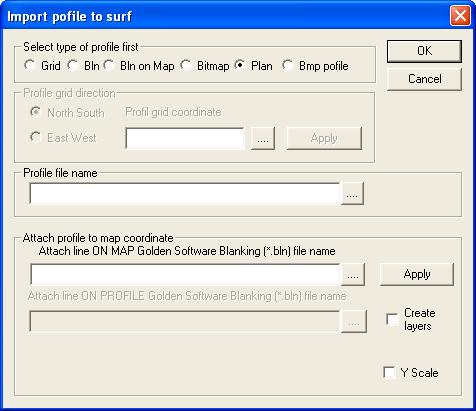 Import pofile to surf
Select type of profile first
OK
Grid Bln Bln on Map Bitmap Plan Bmp pofile
Cancel
Profile grid direction
North South Profil grid coordinate
East West .... Apply
Profile file name
....
Attach profile to map coordinate
Attach line ON MAP Golden Software Blanking (*.bln) file name
.... Apply
Attach line ON PROFILE Golden Software Blanking (*.bln) file name
....
Create
layers
Y Scale